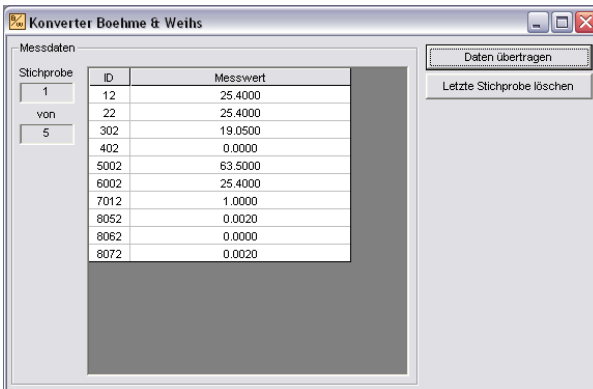 Konverter Boehme & Weihs
Messdaten
Stichprobe
1
von
5
ID Messwert
12 25.4000
22 25.4000
302 19.0500
402 0.0000
5002 63.5000
6002 25.4000
7012 1.0000
8052 0.0020
8062 0.0000
8072 0.0020
Daten übertragen
Letzte Stichprobe löschen